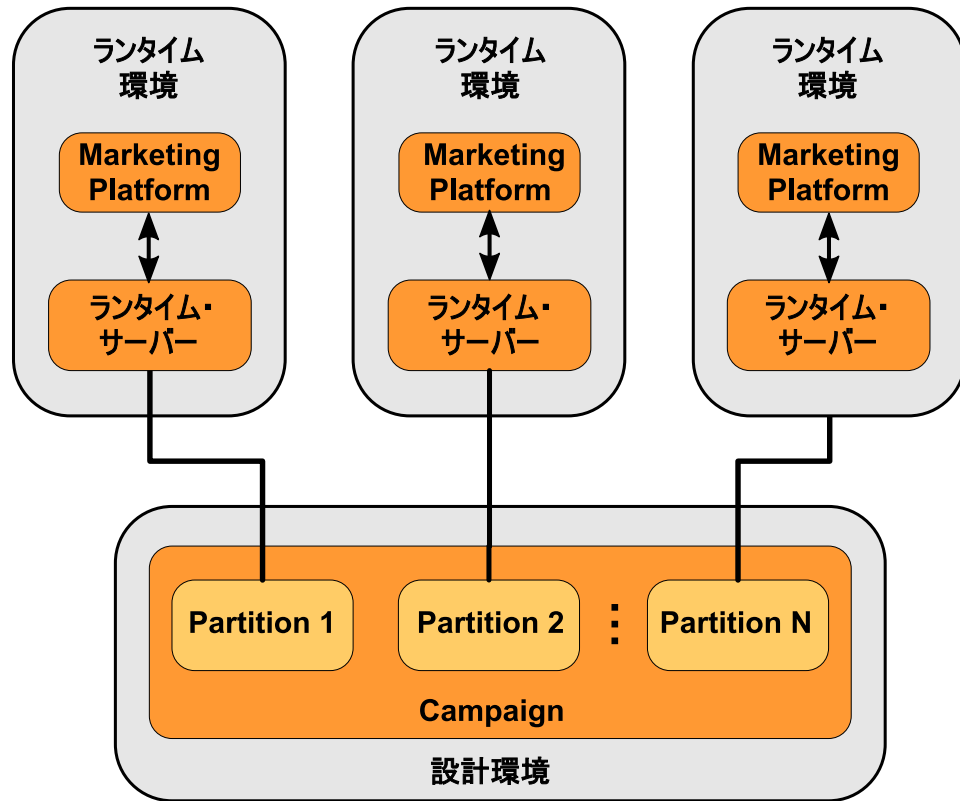 ランタイム
環境
Marketing
Platform
ランタイム・
サーバー
ランタイム
環境
Marketing
Platform
ランタイム・
サーバー
ランタイム
環境
Marketing
Platform
ランタイム・
サーバー
Partition 1
Partition 2
⋮
Partition N
Campaign
設計環境